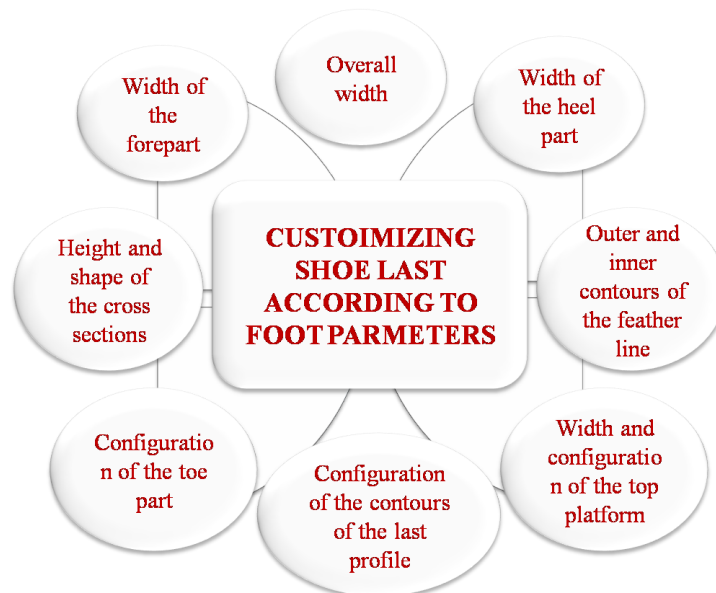 Overall
width
Width of
the heel
part
Outer and
inner
contours of
the feather
line
Width and
configuratio
n of the top
platform
Configuration
of the contours
of the last
profile
Configuratio
n of the toe
part
Height and
shape of
the cross
sections
Width of
the
forepart
CUSTOIMIZING
SHOE LAST
ACCORDING TO
FOOT PARMETERS